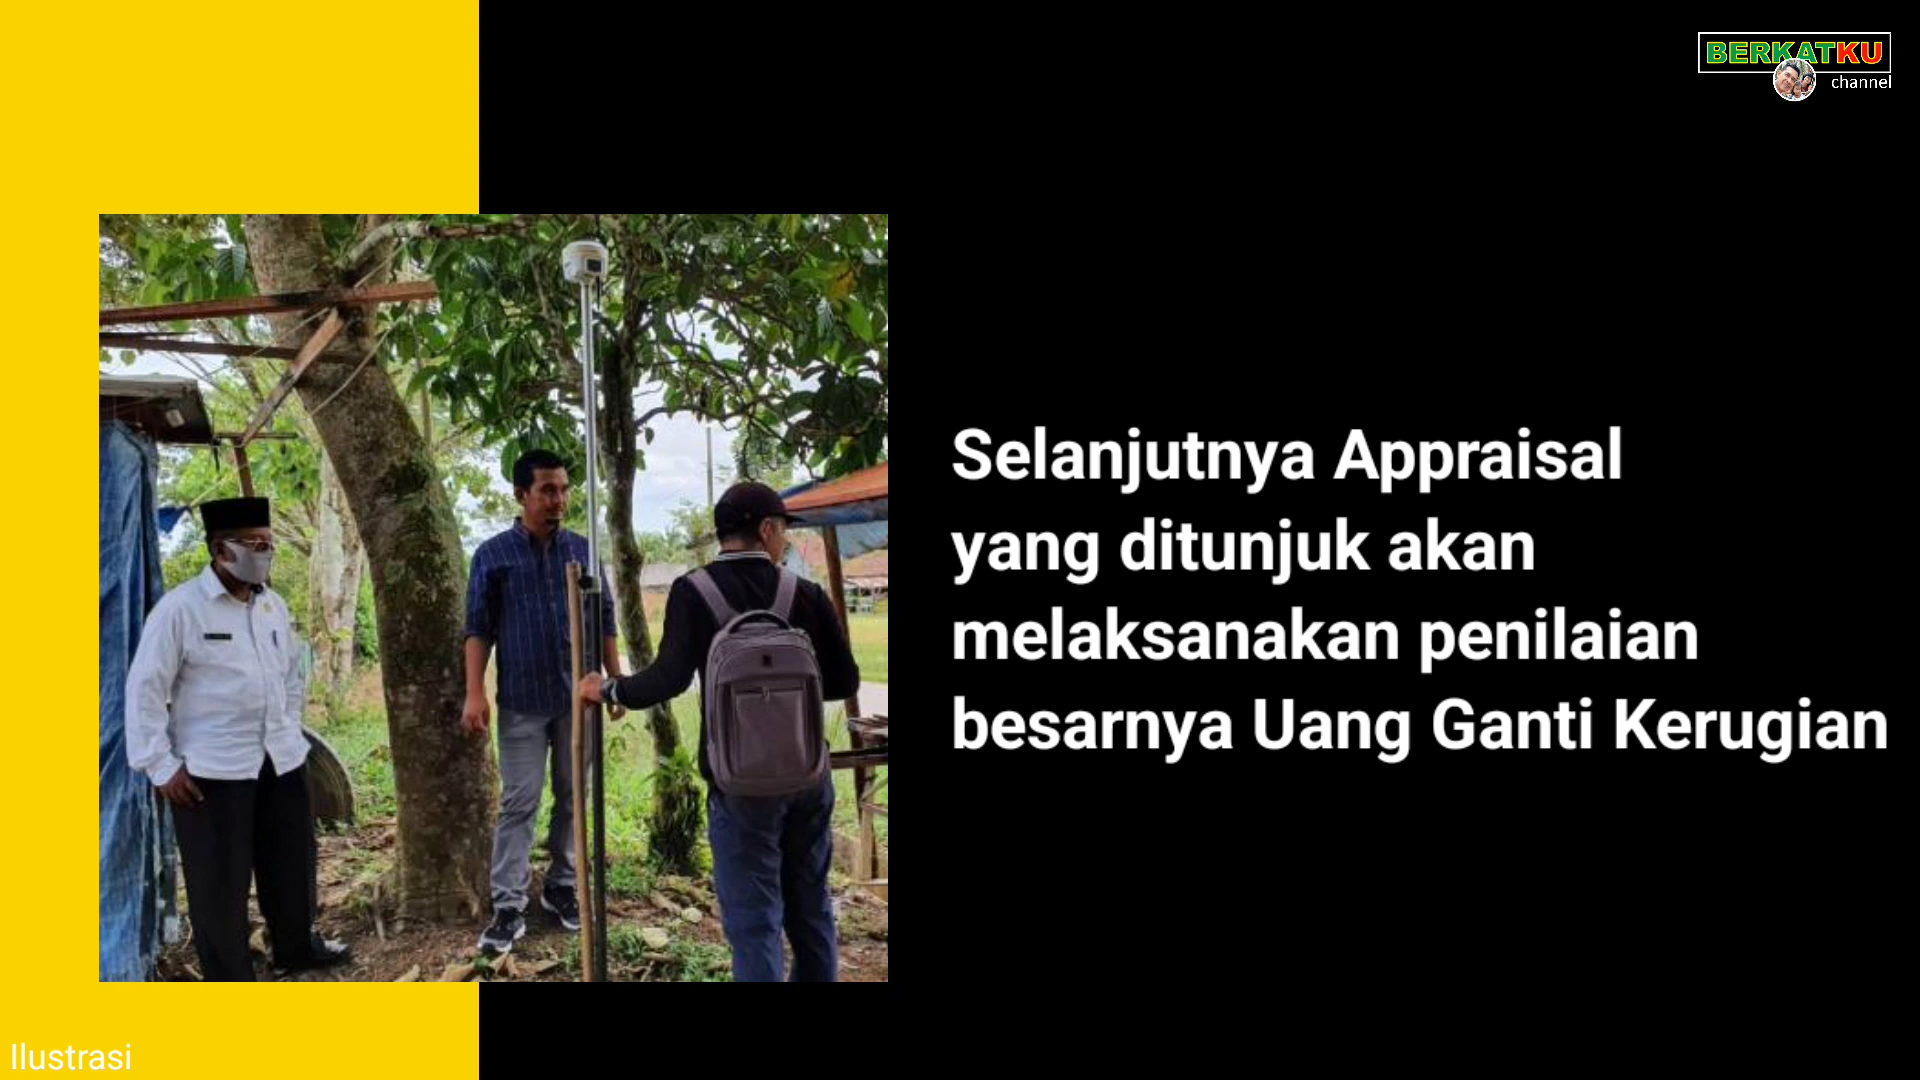 BERKATKU
channel
Selanjutnya Appraisal
yang ditunjuk akan
melaksanakan penilaian
besarnya Uang Ganti Kerugian
Ilustrasi